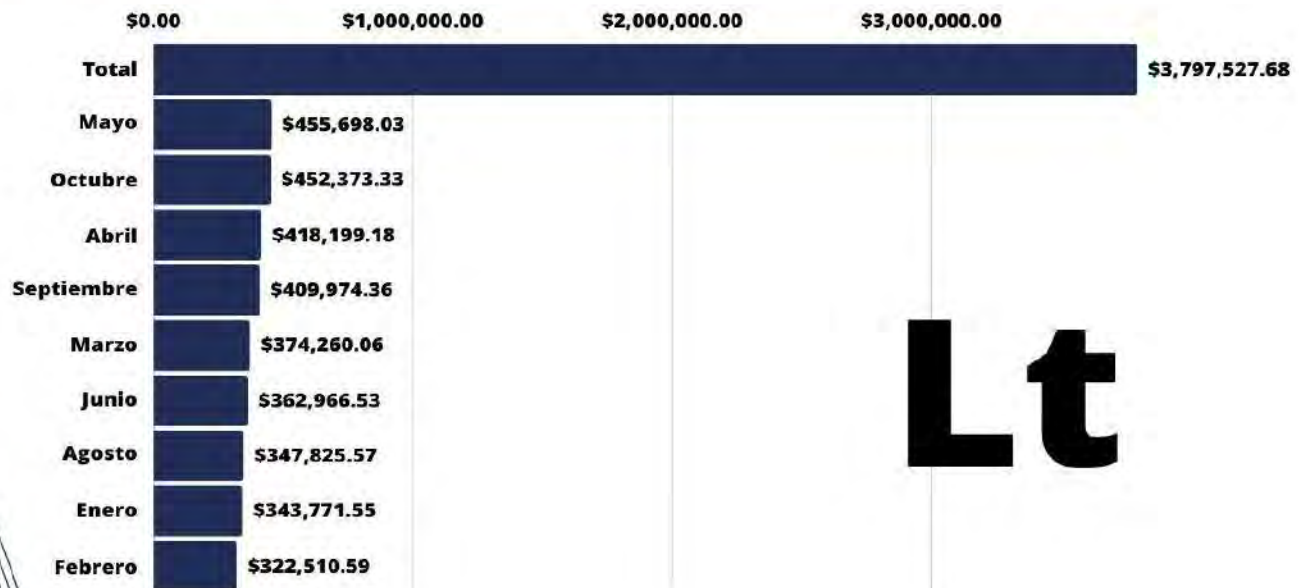 $0.00 $1,000,000.00 $2,000,000.00 $3,000,000.00
Total $3,797,527.68
Mayo $455,698.03
Octubre $452,373.33
Abril $418,199.18
Septiembre $409,974.36
Marzo $374,260.06
Junio $362,966.53
Agosto $347,825.57
Enero $343,771.55
Febrero $322,510.59
Lt